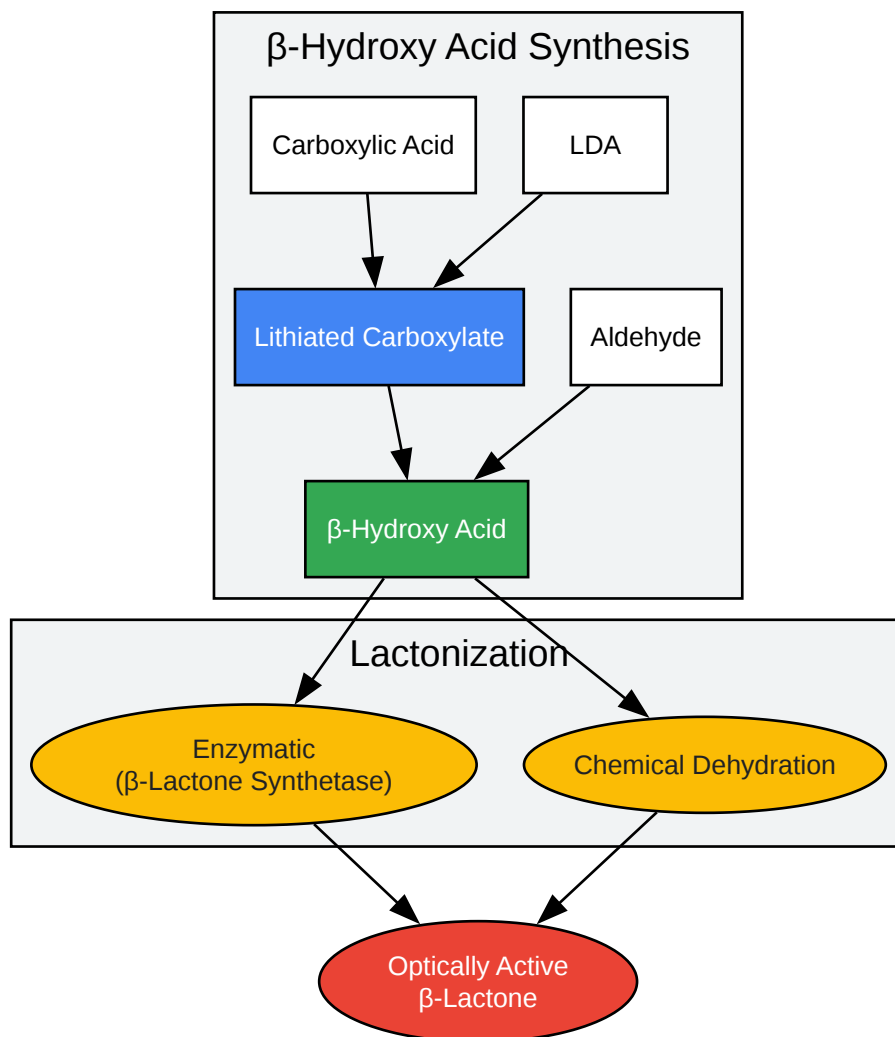 β-Hydroxy Acid Synthesis
Carboxylic Acid
LDA
Lithiated Carboxylate
Aldehyde
β-Hydroxy Acid
Lactonization
Enzymatic
(β-Lactone Synthetase)
Chemical Dehydration
Optically Active
β-Lactone